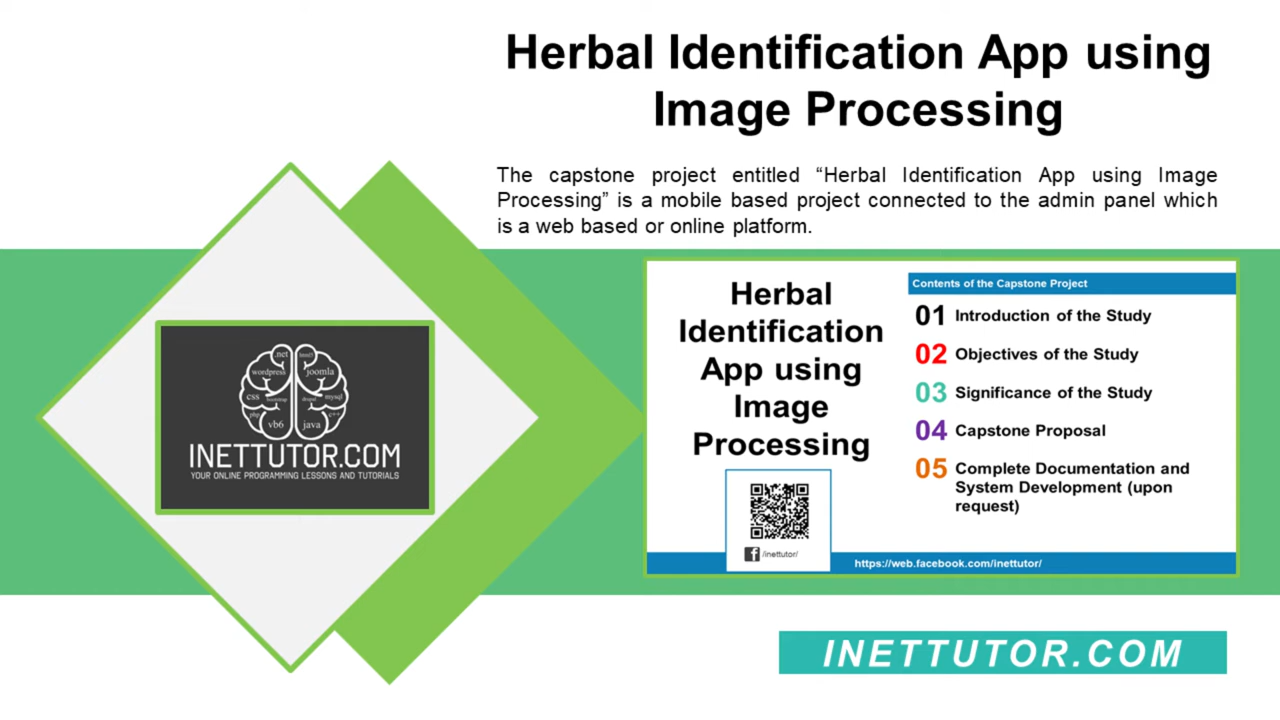 Herbal Identification App using
Image Processing
The capstone project entitled “Herbal Identification App using Image
Processing” is a mobile based project connected to the admin panel which
is a web based or online platform.
.net
html5
wordpress
joomla
css
bootstrap
drupal
mysql
php
c++
vb6
java
INETTUTOR.COM
YOUR ONLINE PROGRAMMING LESSONS AND TUTORIALS
Herbal
Identification
App using
Image
Processing
/inettutor/
Contents of the Capstone Project
01 Introduction of the Study
02 Objectives of the Study
03 Significance of the Study
04 Capstone Proposal
05 Complete Documentation and
System Development (upon
request)
https://web.facebook.com/inettutor/
INETTUTOR.COM